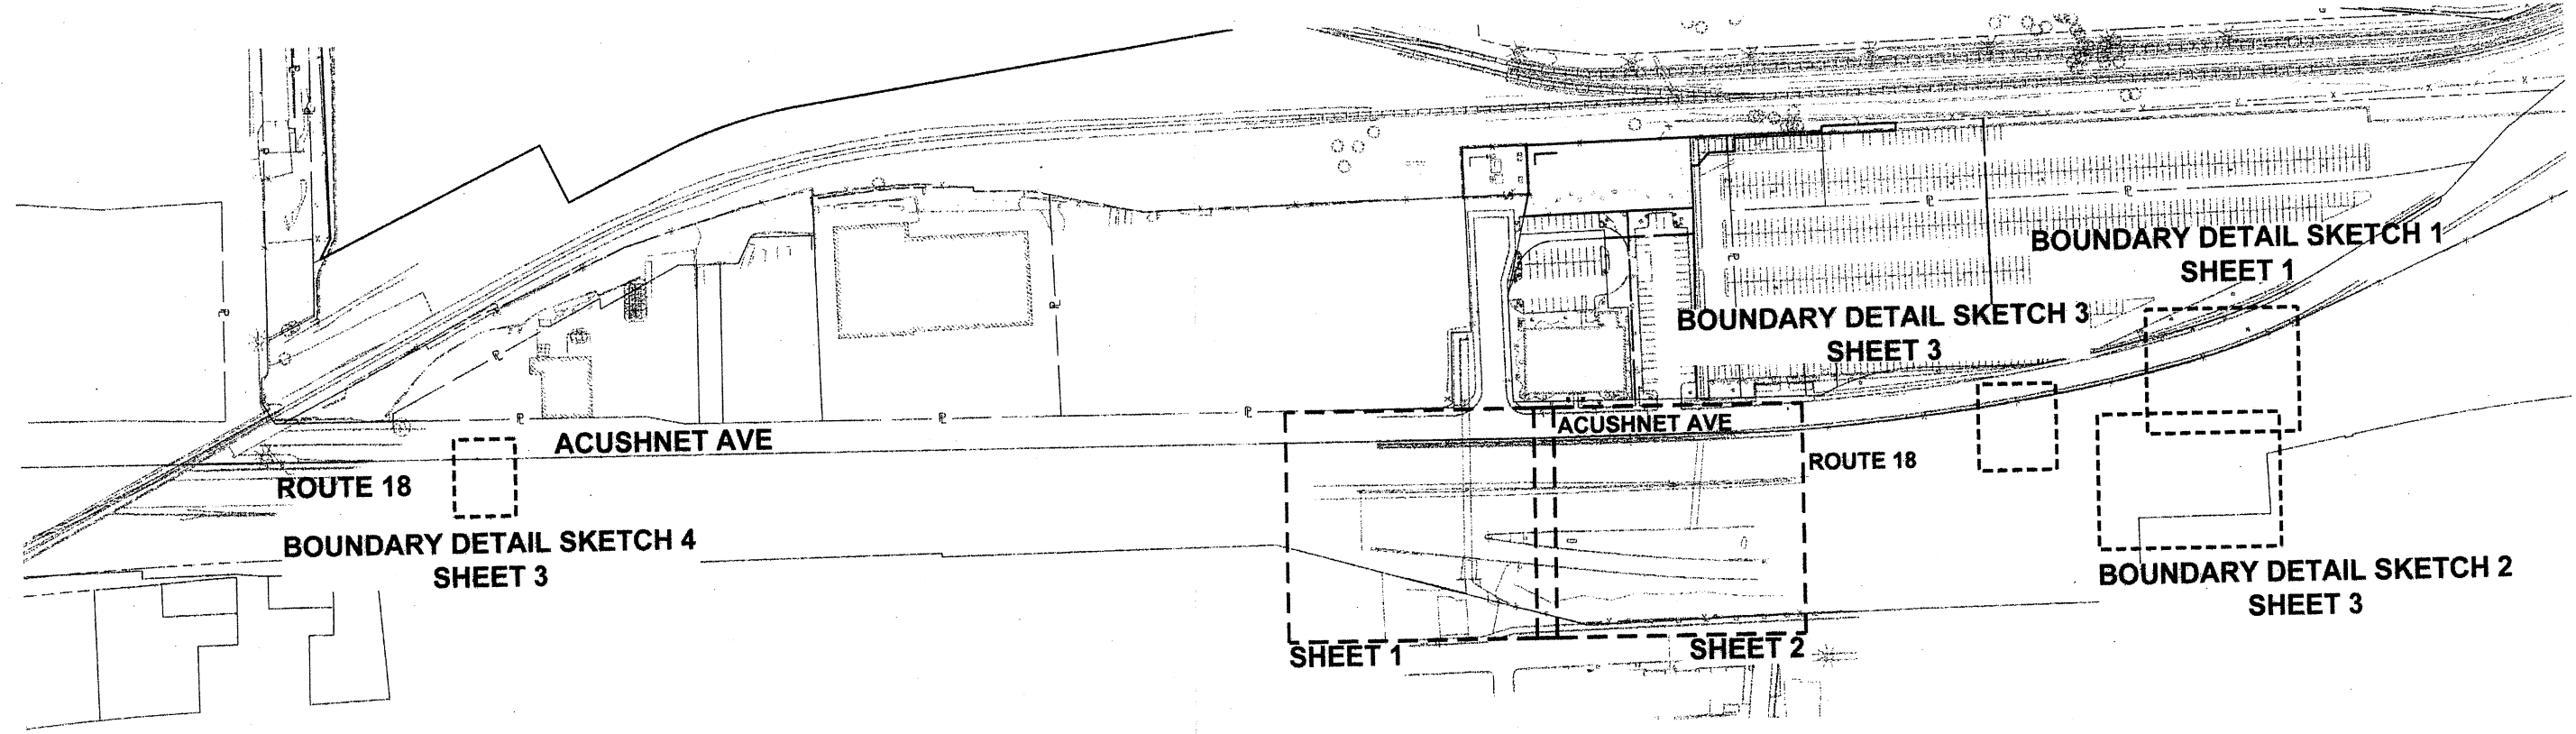 BOUNDARY DETAIL SKETCH 1
SHEET 1
BOUNDARY DETAIL SKETCH 3
SHEET 3
ACUSHNET AVE
ACUSHNET AVE
ROUTE 18
ROUTE 18
BOUNDARY DETAIL SKETCH 4
SHEET 3
BOUNDARY DETAIL SKETCH 2
SHEET 3
SHEET 1
SHEET 2